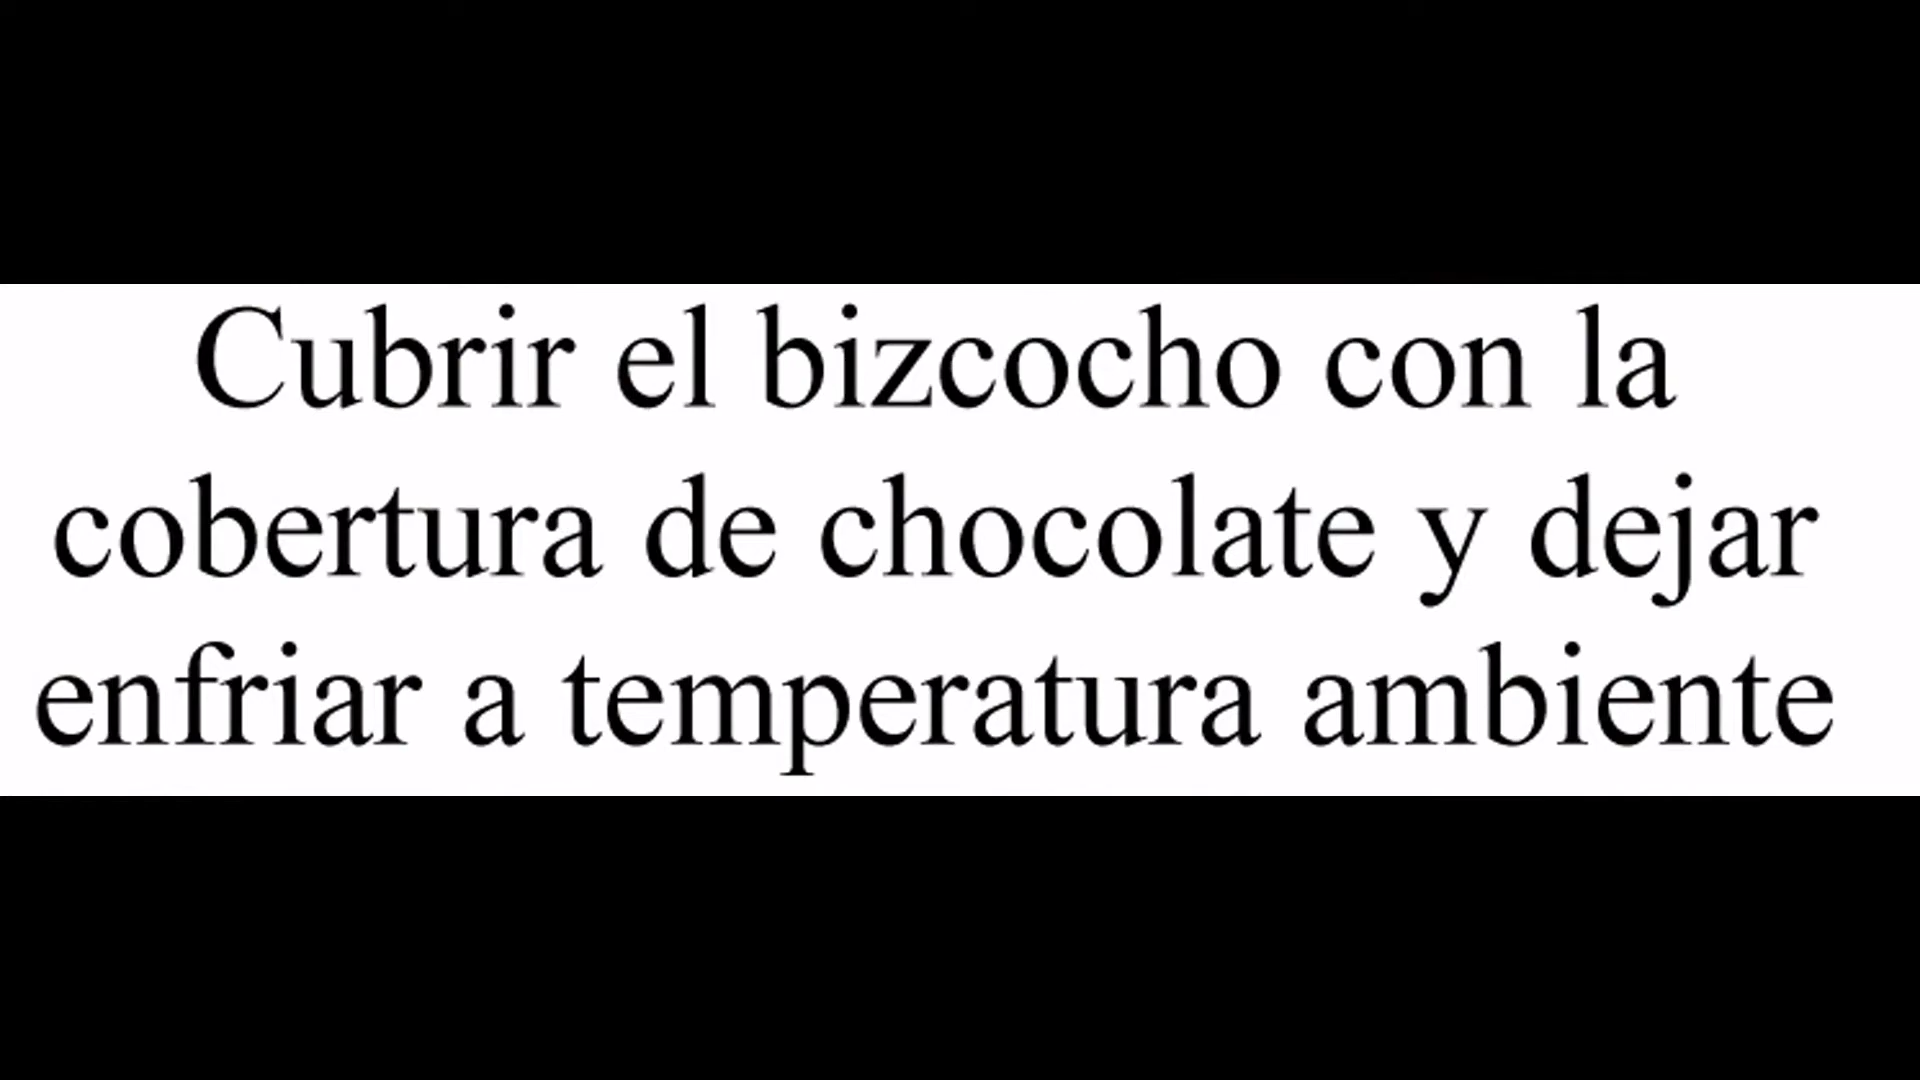 Cubrir el bizcocho con la
cobertura de chocolate y dejar
enfriar a temperatura ambiente